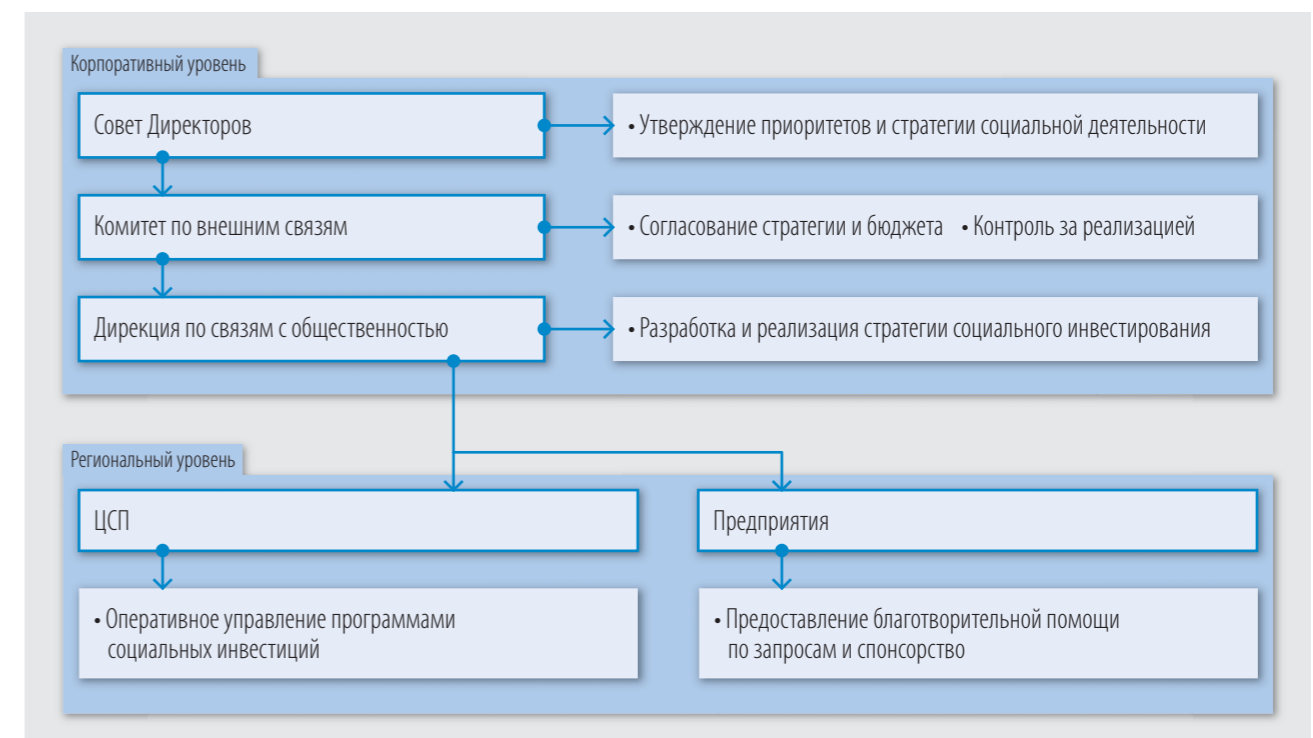 Корпоративный уровень
Совет Директоров
• Утверждение приоритетов и стратегии социальной деятельности
Комитет по внешним связям
• Согласование стратегии и бюджета • Контроль за реализацией
Дирекция по связям с общественностью
• Разработка и реализация стратегии социального инвестирования
Региональный уровень
ЦСП
Предприятия
• Оперативное управление программами
социальных инвестиций
• Предоставление благотворительной помощи
по запросам и спонсорство